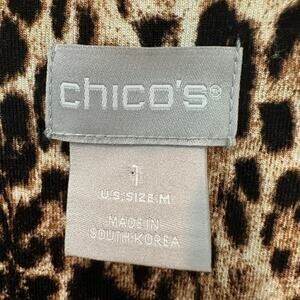 chico's®
1
U.S. SIZE M
MADE IN
SOUTH KOREA